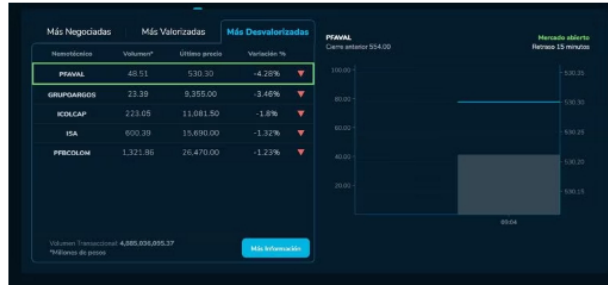 Más Negociadas Más Valorizadas Más Desvalorizadas
Nemotécnico Volumen* Último precio Variación %
PFAVAL 48.51 530.30 -4.28% ▼
GRUPOARGOS 23.39 9,355.00 -3.46% ▼
ICOLCAP 223.05 11,081.50 -1.8% ▼
ISA 600.39 15,690.00 -1.32% ▼
PFBCOLOM 1,321.86 26,470.00 -1.23% ▼
Volumen Transaccional: 4,085,036,095.37
*Millones de pesos
Más Información
PFAVAL Mercado abierto
Cierre anterior 554.00 Retraso 15 minutos
100.00
80.00
60.00
40.00
20.00
530.35
530.30
530.25
530.20
530.15
09:04